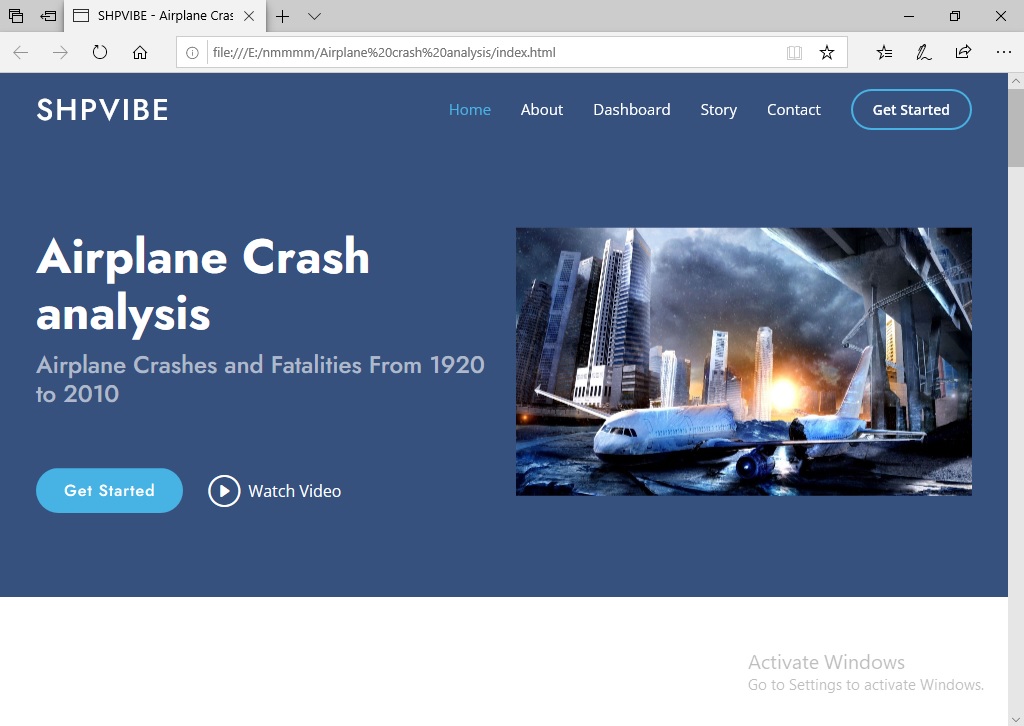 SHPVIBE - Airplane Cras
file:///E:/nmmmm/Airplane%20crash%20analysis/index.html
SHPVIBE
Home
About
Dashboard
Story
Contact
Get Started
Airplane Crash
analysis
Airplane Crashes and Fatalities From 1920
to 2010
Get Started
Watch Video
Activate Windows
Go to Settings to activate Windows.